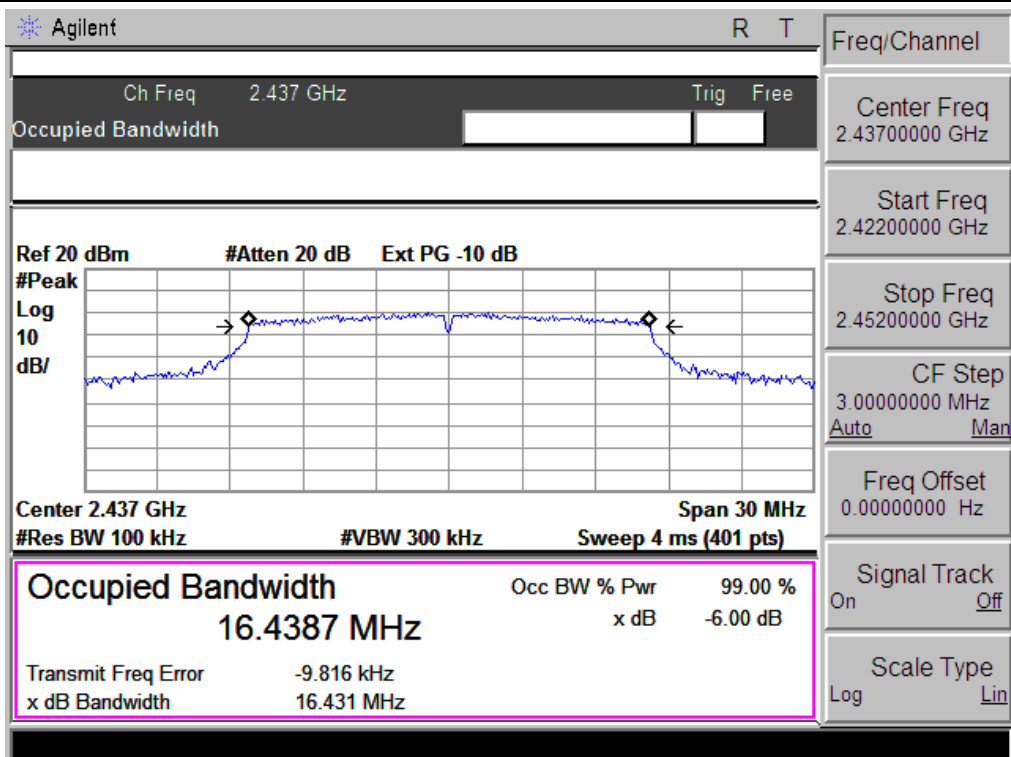 Agilent R T
Ch Freq 2.437 GHz Trig Free
Occupied Bandwidth
Ref 20 dBm #Atten 20 dB Ext PG -10 dB
#Peak
Log
10
dB/
Center 2.437 GHz Span 30 MHz
#Res BW 100 kHz #VBW 300 kHz Sweep 4 ms (401 pts)
Occupied Bandwidth Occ BW % Pwr 99.00 %
16.4387 MHz x dB -6.00 dB
Transmit Freq Error -9.816 kHz
x dB Bandwidth 16.431 MHz
Freq/Channel
Center Freq
2.43700000 GHz
Start Freq
2.42200000 GHz
Stop Freq
2.45200000 GHz
CF Step
3.00000000 MHz
Auto Man
Freq Offset
0.00000000 Hz
Signal Track
On Off
Scale Type
Log Lin